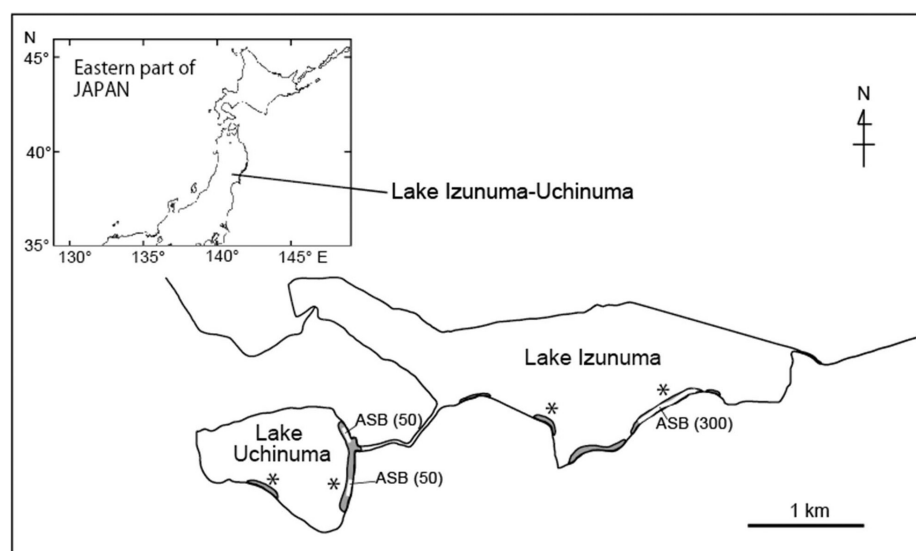 N
45°
Eastern part of
JAPAN
40°
Lake Izunuma-Uchinuma
35°
130° 135° 140° 145° E
N
Lake Izunuma
*
*
ASB (300)
ASB (50)
Lake
Uchinuma
*
*
ASB (50)
1 km